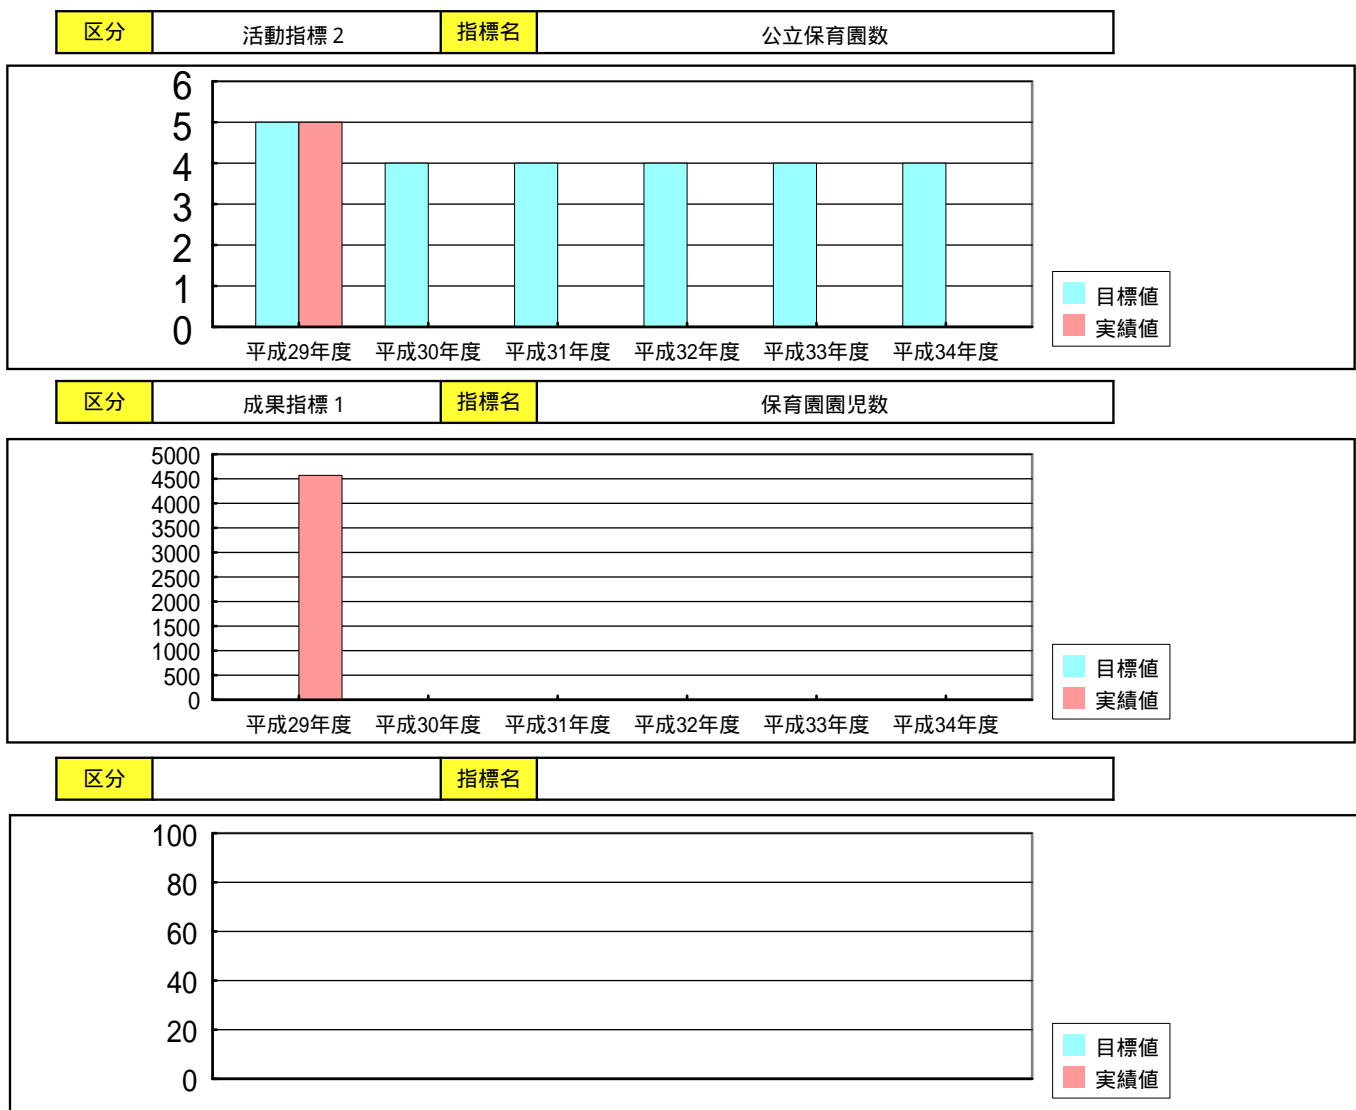 区分 活動指標2 指標名 公立保育園数
6
5
4
3
2
1
0
平成29年度 平成30年度 平成31年度 平成32年度 平成33年度 平成34年度
目標値
実績値
区分 成果指標1 指標名 保育園園児数
5000
4500
4000
3500
3000
2500
2000
1500
1000
500
0
平成29年度 平成30年度 平成31年度 平成32年度 平成33年度 平成34年度
目標値
実績値
区分 指標名
100
80
60
40
20
0
目標値
実績値